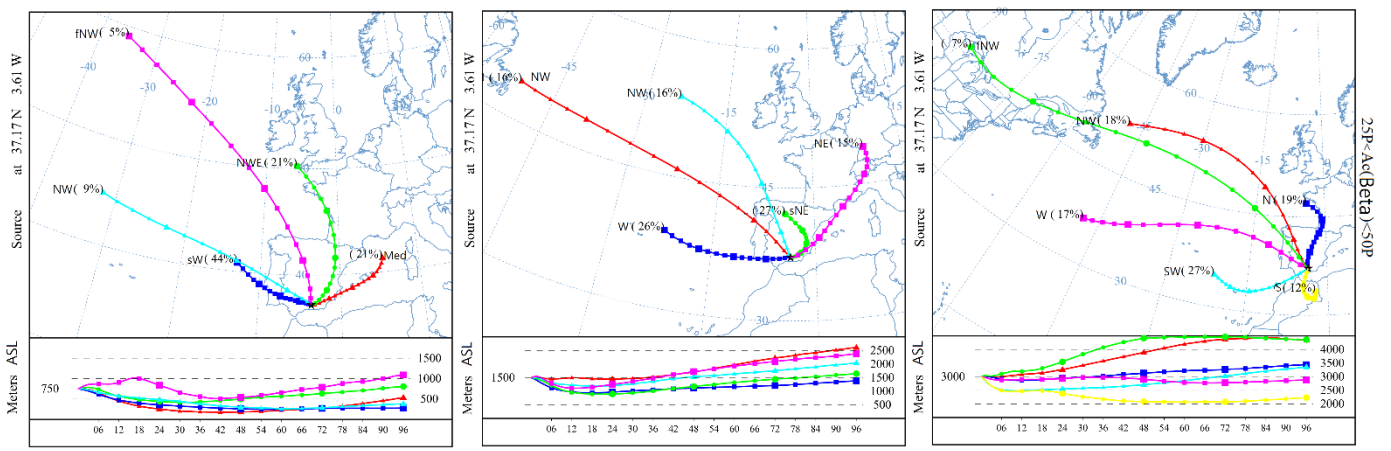 Source at 37.17 N 3.61 W
fNW( 5%)
-40
-30
-20
-10
0
NWE( 21%)
NW( 9%)
sW( 44%)
( 21%) Med
40
Meters ASL
750
1500
1000
500
06 12 18 24 30 36 42 48 54 60 66 72 78 84 90 96
Source at 37.17 N 3.61 W
60
-45
( 16%) NW
NW( 16%)
-15
60
NE( 15%)
45
( 27%) sNE
W( 26%)
30
Meters ASL
1500
2500
2000
1500
1000
500
06 12 18 24 30 36 42 48 54 60 66 72 78 84 90 96
Source at 37.17 N 3.61 W
( 7%) fNW
-90
-75
60
-60
NW( 18%)
-30
-15
45
-45
N( 19%)
W( 17%)
SW( 27%)
S( 12%)
30
Meters ASL
3000
4000
3500
3000
2500
2000
06 12 18 24 30 36 42 48 54 60 66 72 78 84 90 96
25P<Ac(Beta)<50P